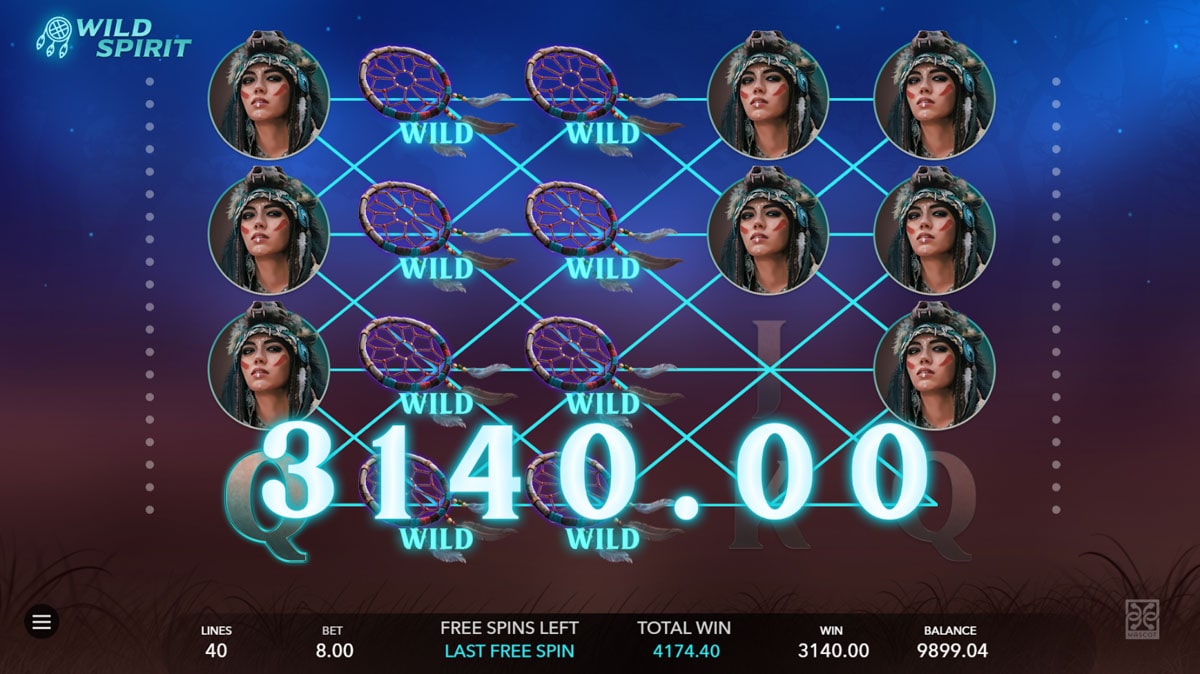 WILD
SPIRIT
WILD WILD
WILD WILD
J
WILD WILD
3140.00
Q K Q
WILD WILD
LINES
40
BET
8.00
FREE SPINS LEFT
LAST FREE SPIN
TOTAL WIN
4174.40
WIN
3140.00
BALANCE
9899.04
MASCOT